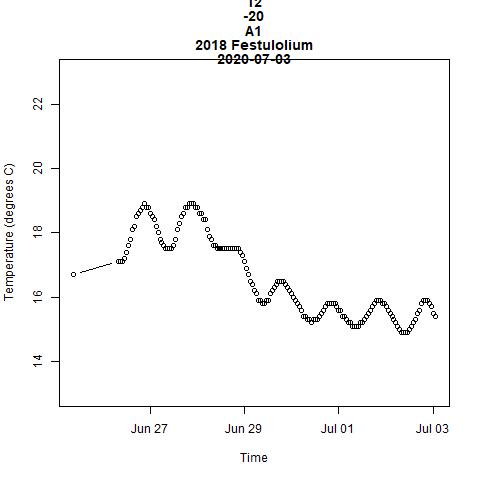 T2
-20
A1
2018 Festulolium
2020-07-03
Temperature (degrees C)
22
20
18
16
14
Jun 27 Jun 29 Jul 01 Jul 03
Time